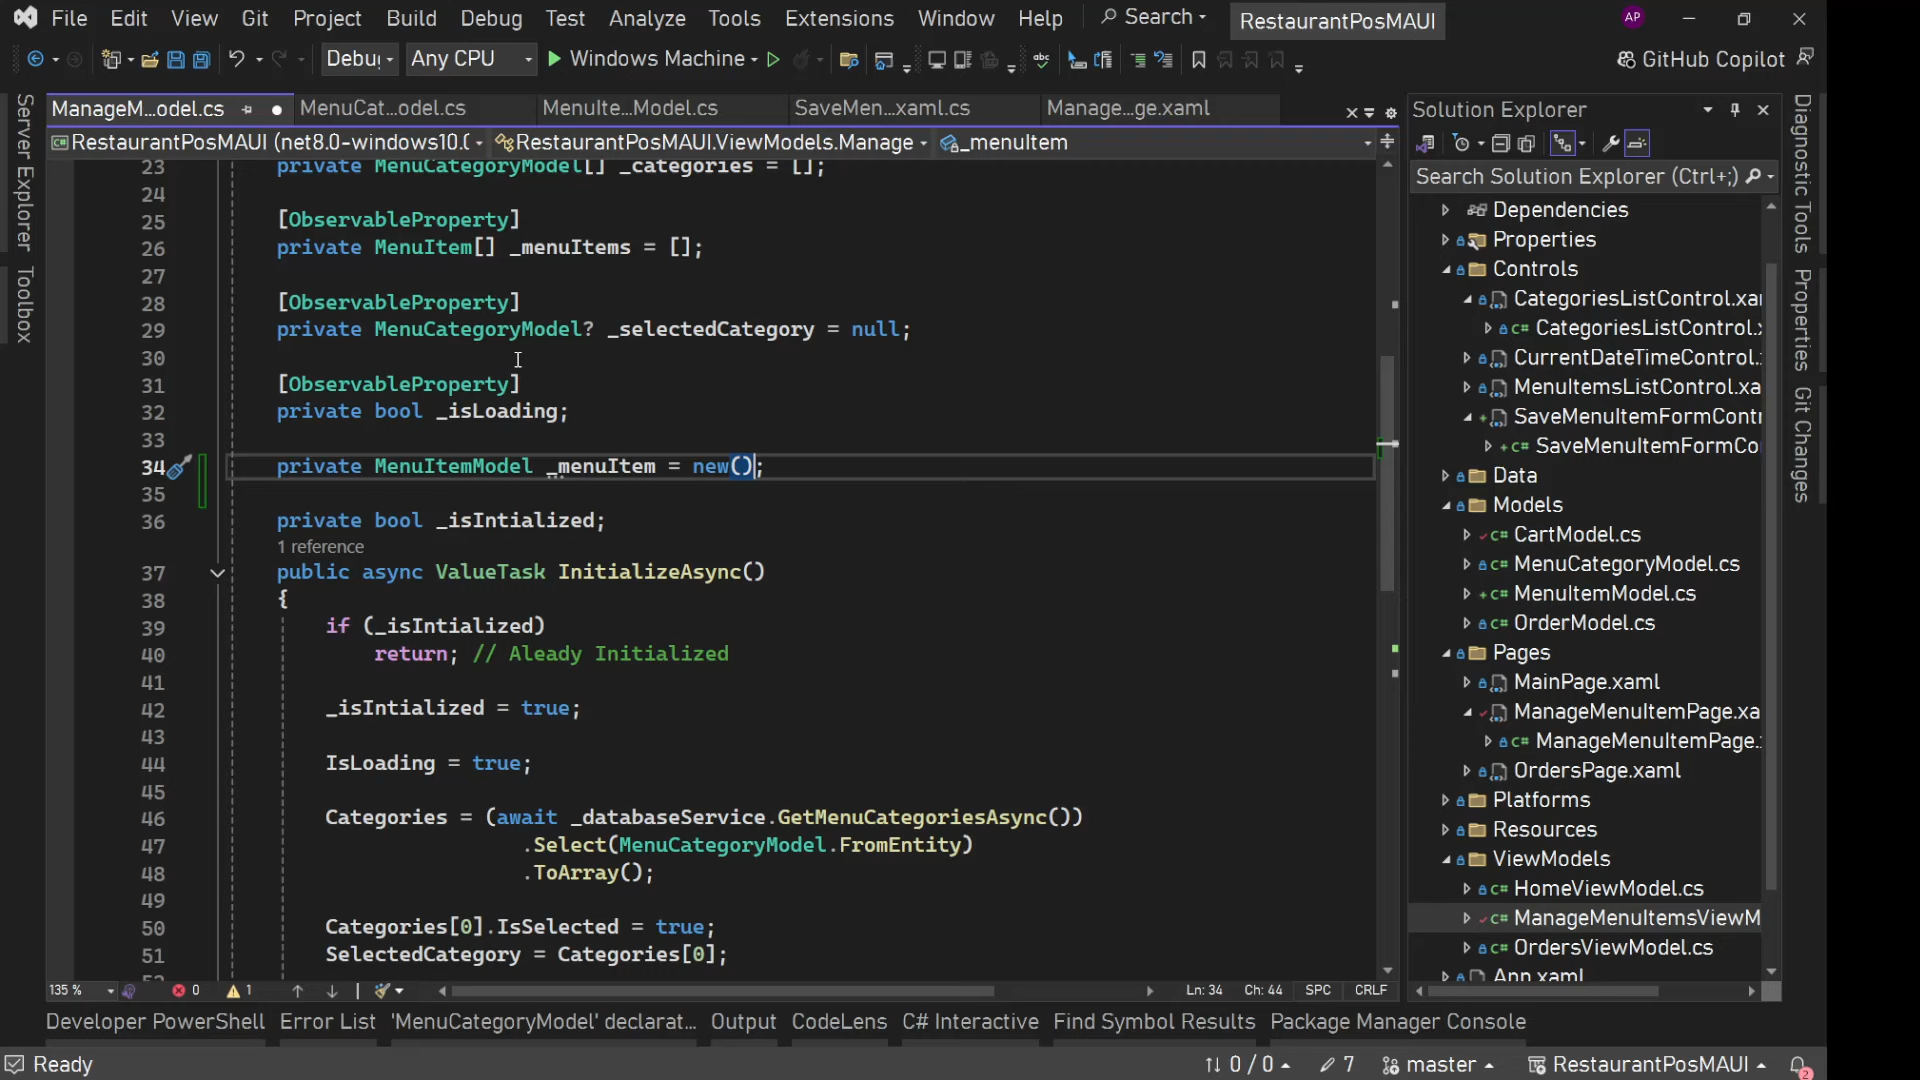 File Edit View Git Project Build Debug Test Analyze Tools Extensions Window Help Search RestaurantPosMAUI AP
Debu Any CPU Windows Machine GitHub Copilot
ManageM...odel.cs MenuCat...odel.cs MenuIte...Model.cs SaveMen...xaml.cs Manage...ge.xaml
RestaurantPosMAUI (net8.0-windows10.0 RestaurantPosMAUI.ViewModels.Manage _menuItem
Server Explorer
Toolbox
23 private MenuCategoryModel[] _categories = [];
24
25 [ObservableProperty]
26 private MenuItem[] _menuItems = [];
27
28 [ObservableProperty]
29 private MenuCategoryModel? _selectedCategory = null;
30
31 [ObservableProperty]
32 private bool _isLoading;
33
34 private MenuItemModel _menuItem = new();
35
36 private bool _isIntialized;
1 reference
37 public async ValueTask InitializeAsync()
38 {
39 if (_isIntialized)
40 return; // Aleady Initialized
41
42 _isIntialized = true;
43
44 IsLoading = true;
45
46 Categories = (await _databaseService.GetMenuCategoriesAsync())
47 .Select(MenuCategoryModel.FromEntity)
48 .ToArray();
49
50 Categories[0].IsSelected = true;
51 SelectedCategory = Categories[0];
135 % 0 1 Ln: 34 Ch: 44 SPC CRLF
Solution Explorer
Search Solution Explorer (Ctrl+;)
Dependencies
Properties
Controls
CategoriesListControl.xa
CategoriesListControl.
CurrentDateTimeControl.
MenuItemsListControl.xa
SaveMenuItemFormContr
SaveMenuItemFormCo
Data
Models
CartModel.cs
MenuCategoryModel.cs
MenuItemModel.cs
OrderModel.cs
Pages
MainPage.xaml
ManageMenuItemPage.xa
ManageMenuItemPage.
OrdersPage.xaml
Platforms
Resources
ViewModels
HomeViewModel.cs
ManageMenuItemsViewM
OrdersViewModel.cs
App.xaml
Diagnostic Tools
Properties
Git Changes
Developer PowerShell Error List 'MenuCategoryModel' declarat... Output CodeLens C# Interactive Find Symbol Results Package Manager Console
Ready 0 / 0 7 master RestaurantPosMAUI 2